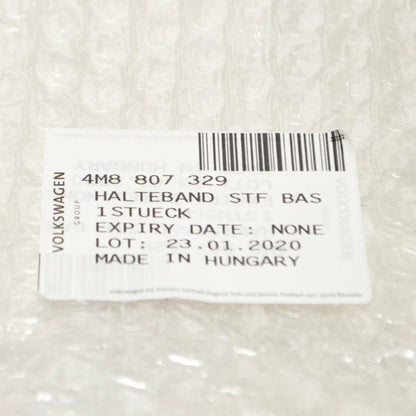 VOLKSWAGEN
GROUP
4M8 807 329
HALTEBAND STF BAS
1STUECK
EXPIRY DATE: NONE
LOT: 23.01.2020
MADE IN HUNGARY